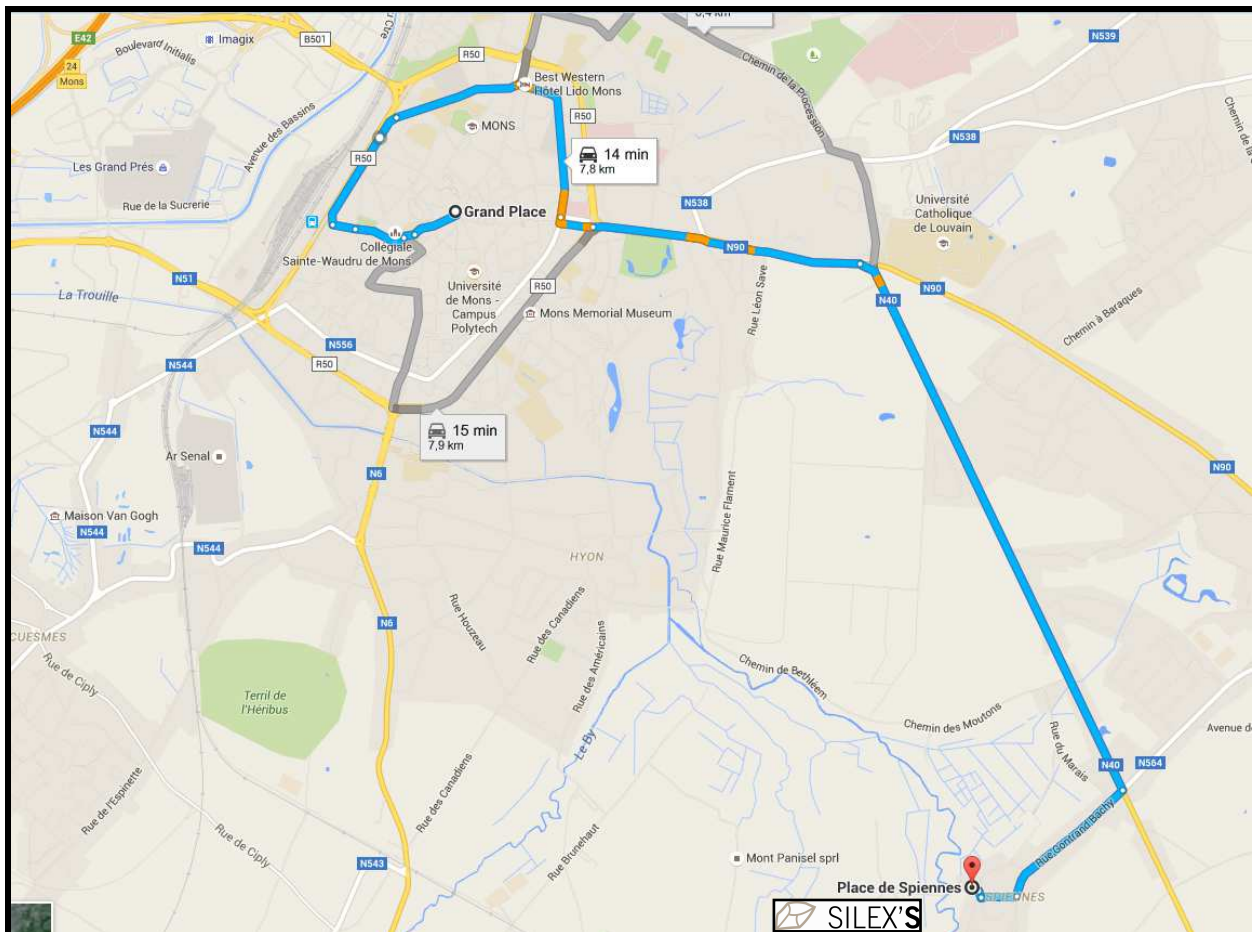 8,4 km
E42
Boulevard Initialis
Imagix
B501
R50
N539
24
Mons
Best Western
Hôtel Lido Mons
Chemin de la Procession
Avenue des Bassins
MONS
R50
N538
R50
14 min
7,8 km
Les Grand Prés
Rue de la Sucrerie
Grand Place
N538
Université
Catholique
de Louvain
Collégiale
Sainte-Waudru de Mons
N90
N51
La Trouille
Université
de Mons -
Campus
Polytech
R50
Rue Léon Save
N90
N40
Mons Memorial Museum
Chemin à Baraques
N556
R50
N544
15 min
7,9 km
N544
Ar Senal
N6
N90
Maison Van Gogh
N544
N544
Rue Maurice Flament
HYON
Rue Houzeau
Rue des Canadiens
Rue des Américains
N6
CUESMES
Rue de Ciply
Terril de
l'Héribus
Chemin de Bethléem
Chemin des Moutons
Rue du Marais
Avenue de
Le By
N40
N564
Rue de l'Espinette
Rue des Canadiens
Rue de Ciply
Rue Brunehaut
Rue Gontrand Bachy
N543
Mont Panisel sprl
Place de Spiennes
SPIENNES
SILEX'S